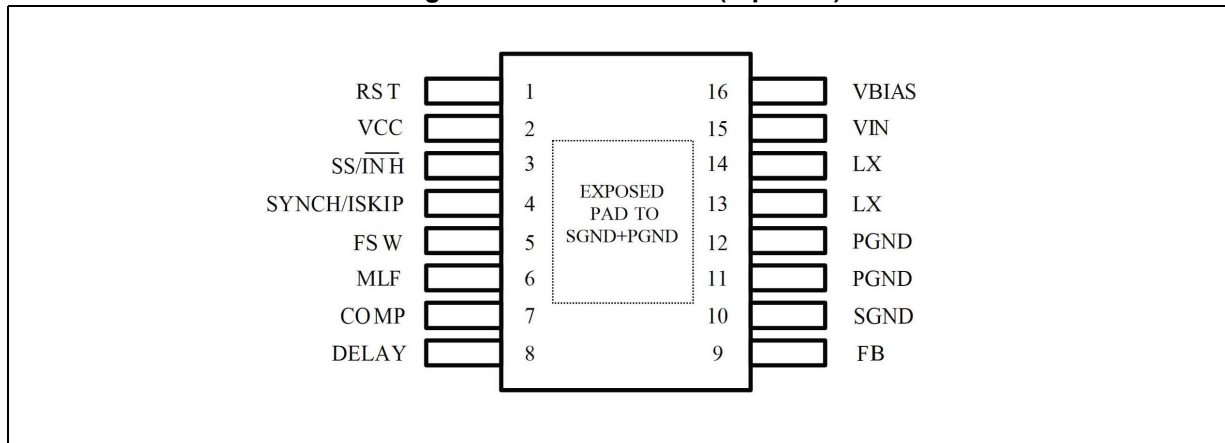 RST 1 16 VBIAS
VCC 2 15 VIN
SS/INH 3 14 LX
SYNCH/ISKIP 4 13 LX
EXPOSED
PAD TO
SGND+PGND
FSW 5 12 PGND
MLF 6 11 PGND
COMP 7 10 SGND
DELAY 8 9 FB